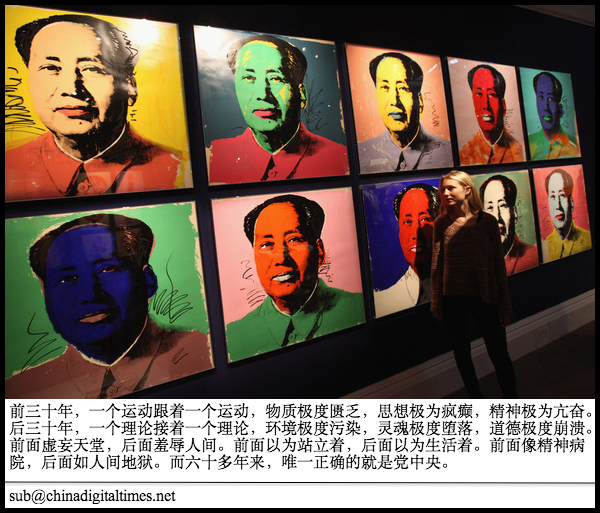 前三十年，一个运动跟着一个运动，物质极度匮乏，思想极为疯癫，精神极为亢奋。
后三十年，一个理论接着一个理论，环境极度污染，灵魂极度堕落，道德极度崩溃。
前面虚妄天堂，后面羞辱人间。前面以为站立着，后面以为生活着。前面像精神病
院，后面如人间地狱。而六十多年来，唯一正确的就是党中央。
sub@chinadigitaltimes.net